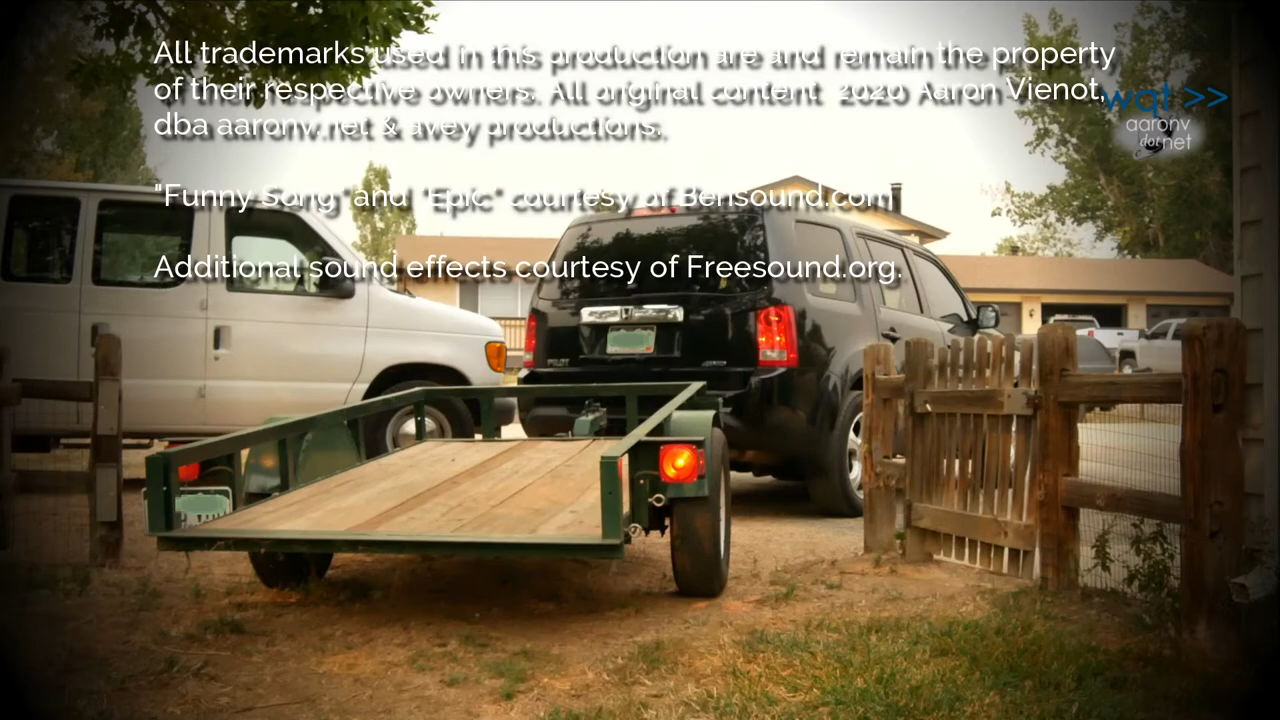 All trademarks used in this production are and remain the property
of their respective owners. All original content 2020 Aaron Vienot,
dba aaronv.net & avey productions.
"Funny Song" and "Epic" courtesy of Bensound.com
Additional sound effects courtesy of Freesound.org.
wqt >>
aaronv
dot net
PILOT